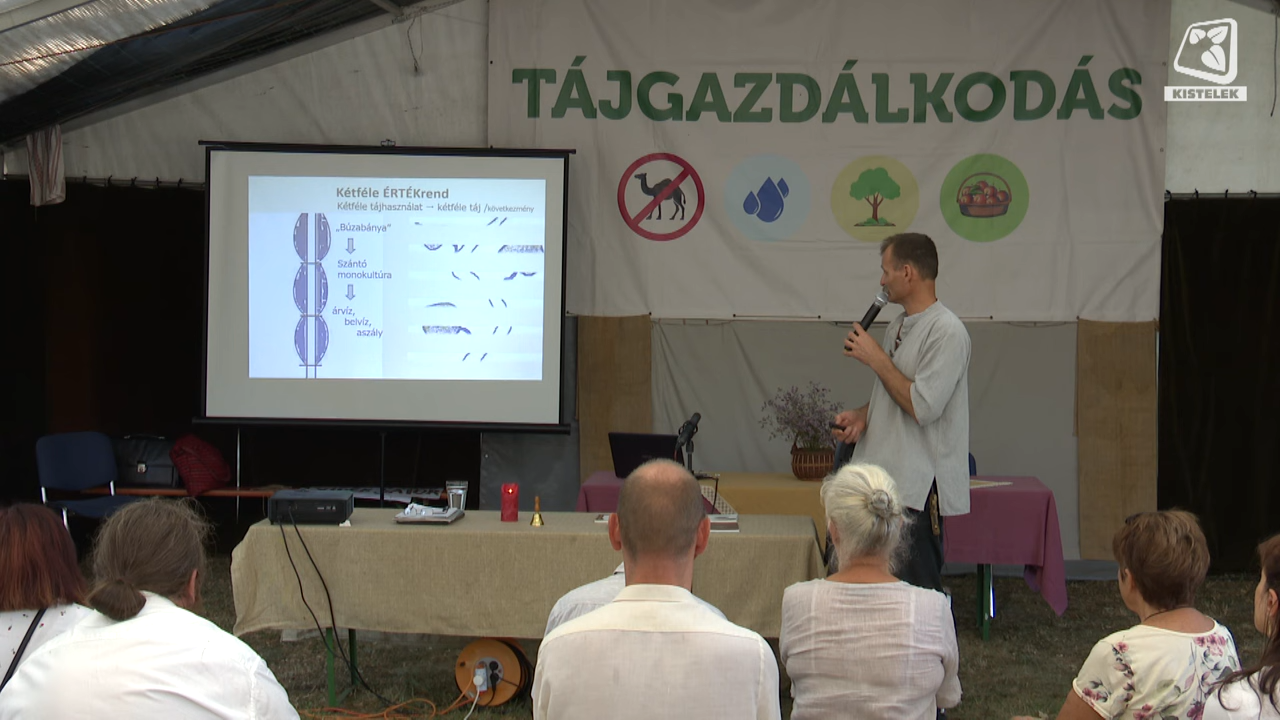 TÁJGAZDÁLKODÁS
KISTELEK
Kétféle ÉRTÉKrend
Kétféle tájhasználat → kétféle táj /következmény
„Búzabánya”
Szántó
monokultúra
árvíz,
belvíz,
aszály